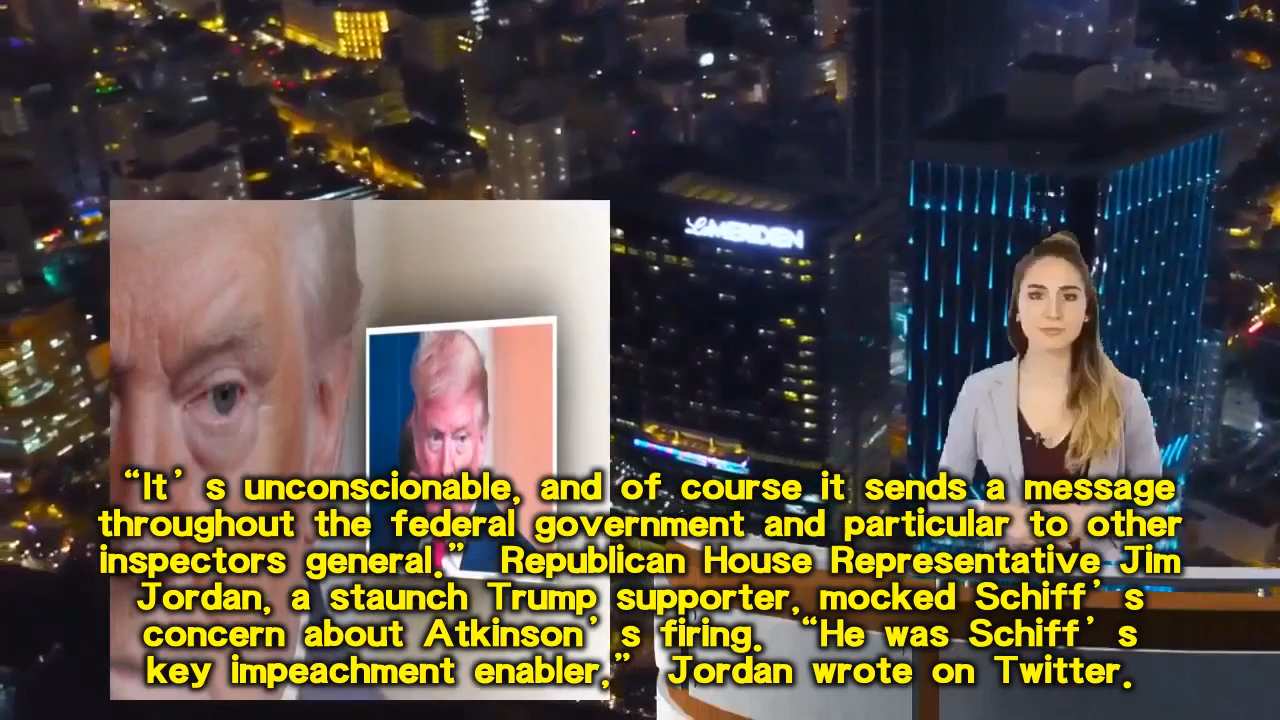 Le MERIDIEN
“It’s unconscionable, and of course it sends a message
throughout the federal government and particular to other
inspectors general.” Republican House Representative Jim
Jordan, a staunch Trump supporter, mocked Schiff’s
concern about Atkinson’s firing. “He was Schiff’s
key impeachment enabler,” Jordan wrote on Twitter.